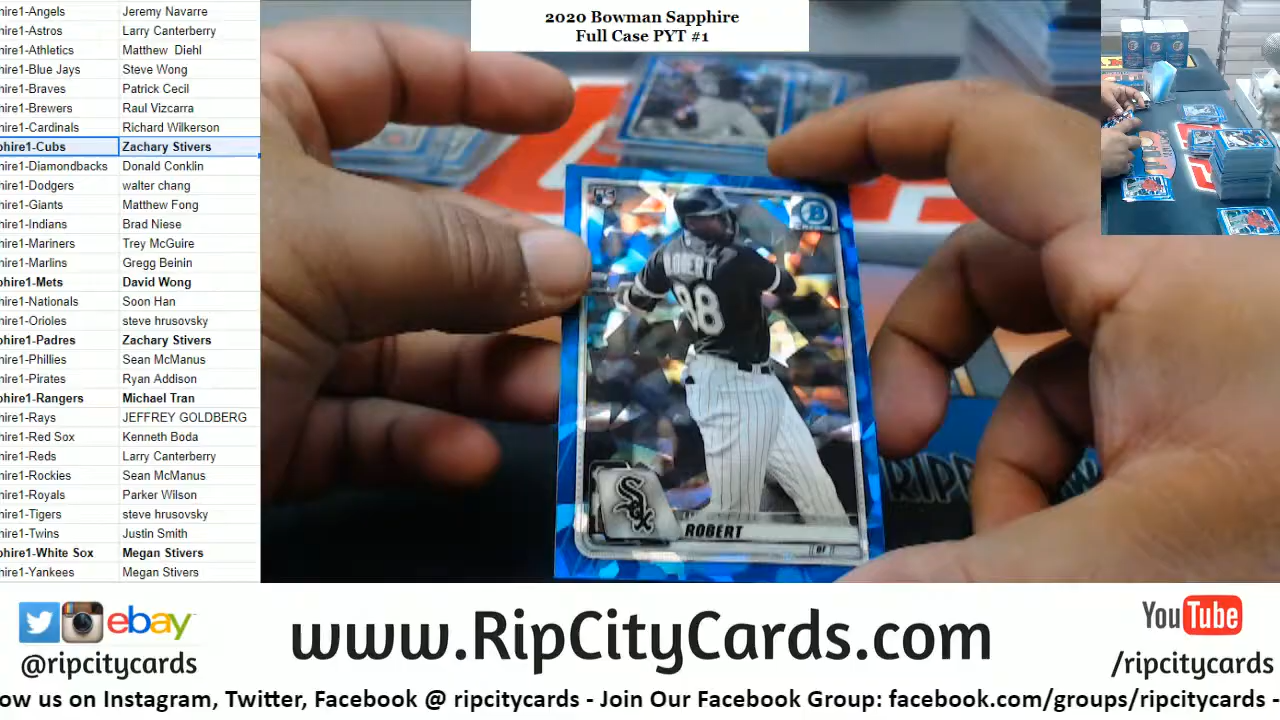 2020 Bowman Sapphire
Full Case PYT #1
hire1-Angels Jeremy Navarre
hire1-Astros Larry Canterberry
hire1-Athletics Matthew Diehl
hire1-Blue Jays Steve Wong
hire1-Braves Patrick Cecil
hire1-Brewers Raul Vizcarra
hire1-Cardinals Richard Wilkerson
phire1-Cubs Zachary Stivers
hire1-Diamondbacks Donald Conklin
hire1-Dodgers walter chang
hire1-Giants Matthew Fong
hire1-Indians Brad Niese
hire1-Mariners Trey McGuire
hire1-Marlins Gregg Beinin
phire1-Mets David Wong
hire1-Nationals Soon Han
hire1-Orioles steve hrusovsky
phire1-Padres Zachary Stivers
hire1-Phillies Sean McManus
hire1-Pirates Ryan Addison
phire1-Rangers Michael Tran
hire1-Rays JEFFREY GOLDBERG
hire1-Red Sox Kenneth Boda
hire1-Reds Larry Canterberry
hire1-Rockies Sean McManus
hire1-Royals Parker Wilson
hire1-Tigers steve hrusovsky
hire1-Twins Justin Smith
phire1-White Sox Megan Stivers
hire1-Yankees Megan Stivers
RC
B
ROBERT
88
Sox
ROBERT
OF
RIP
ebay
@ripcitycards
www.RipCityCards.com
YouTube
/ripcitycards
ow us on Instagram, Twitter, Facebook @ ripcitycards - Join Our Facebook Group: facebook.com/groups/ripcitycards -